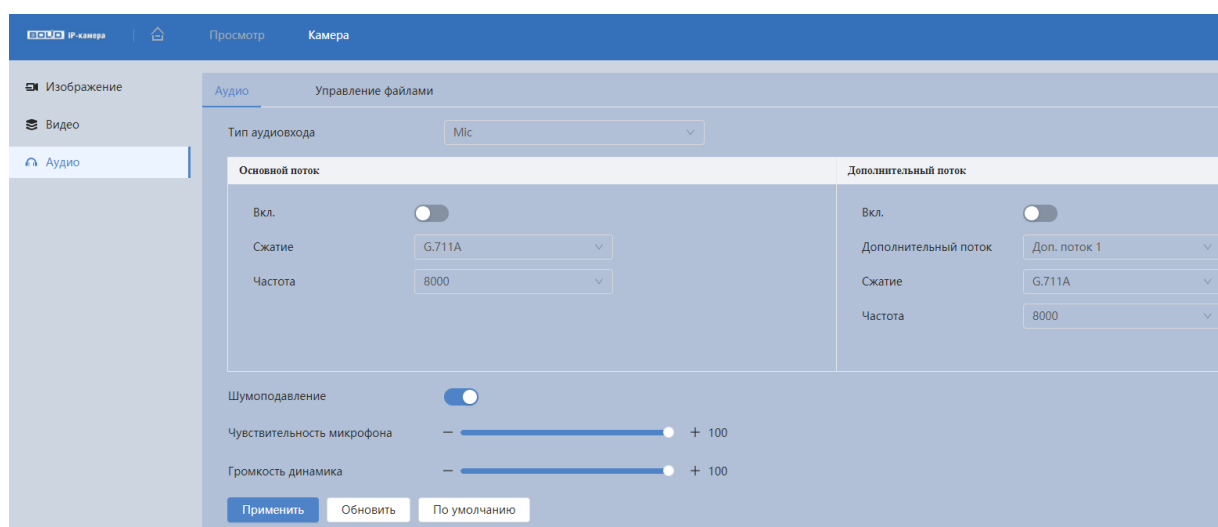 BOLID IP-камера Просмотр Камера
Изображение
Видео
Аудио
Аудио Управление файлами
Тип аудиовхода Mic
Основной поток
Вкл.
Сжатие G.711A
Частота 8000
Дополнительный поток
Вкл.
Дополнительный поток Доп. поток 1
Сжатие G.711A
Частота 8000
Шумоподавление
Чувствительность микрофона − + 100
Громкость динамика − + 100
Применить Обновить По умолчанию